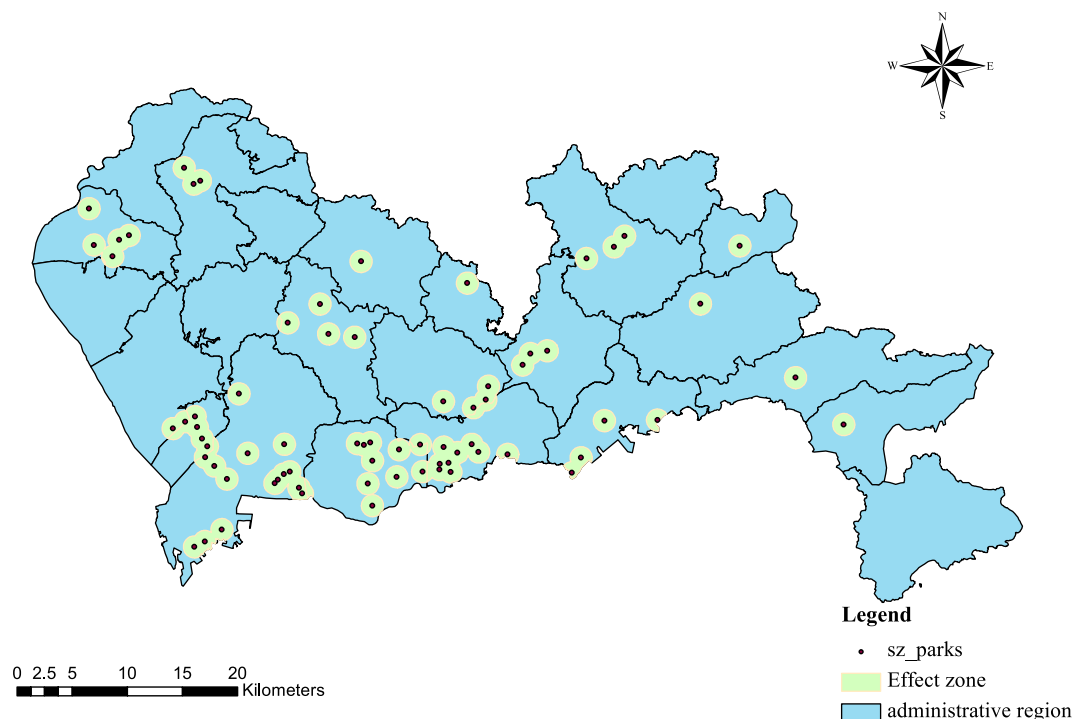 N
W E
S
Legend
sz_parks
Effect zone
administrative region
0 2.5 5 10 15 20
Kilometers